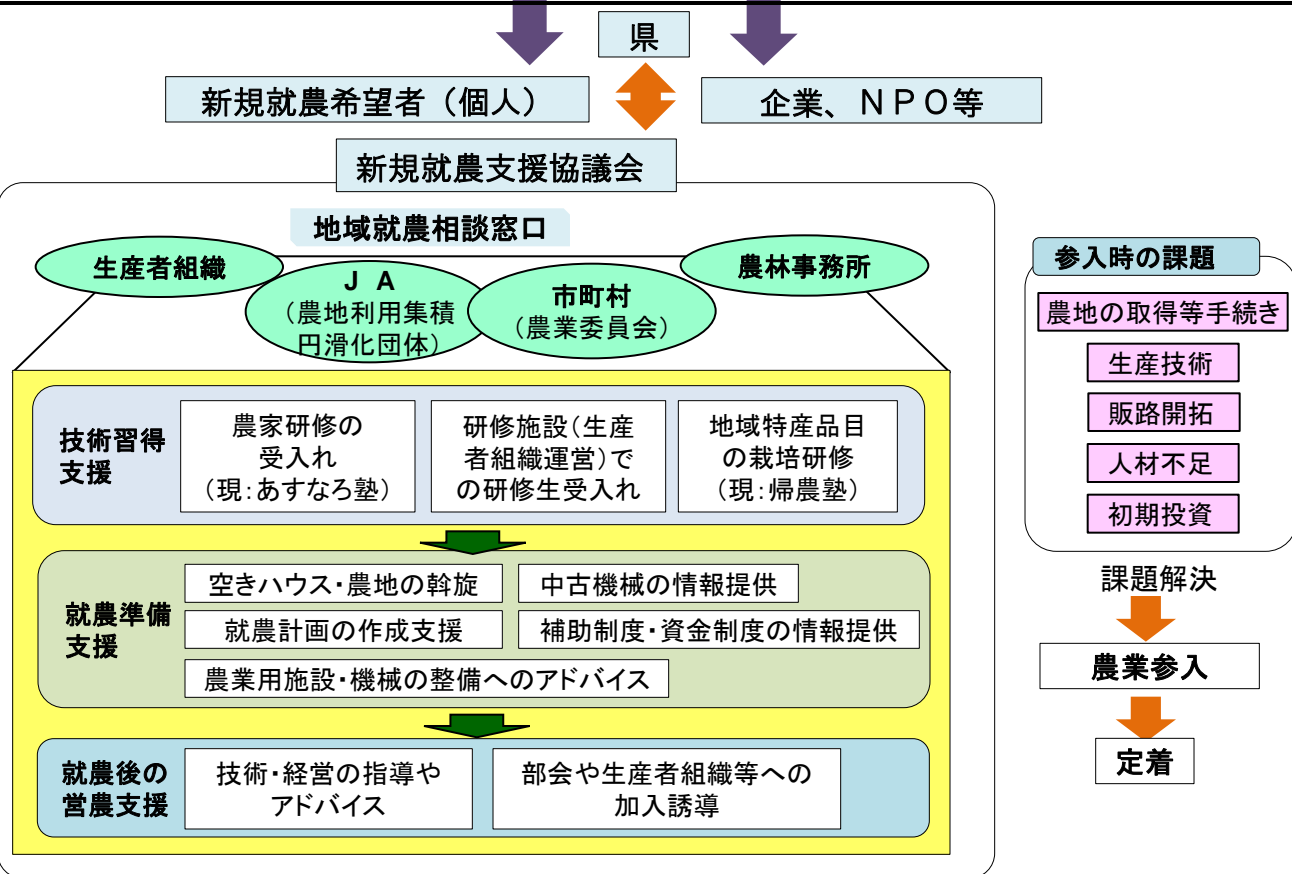 県
新規就農希望者（個人）
企業、ＮＰＯ等
新規就農支援協議会
地域就農相談窓口
生産者組織
ＪＡ
（農地利用集積
円滑化団体）
市町村
（農業委員会）
農林事務所
技術習得
支援
農家研修の
受入れ
（現：あすなろ塾）
研修施設（生産
者組織運営）で
の研修生受入れ
地域特産品目
の栽培研修
（現：帰農塾）
就農準備
支援
空きハウス・農地の斡旋
中古機械の情報提供
就農計画の作成支援
補助制度・資金制度の情報提供
農業用施設・機械の整備へのアドバイス
就農後の
営農支援
技術・経営の指導や
アドバイス
部会や生産者組織等への
加入誘導
参入時の課題
農地の取得等手続き
生産技術
販路開拓
人材不足
初期投資
課題解決
農業参入
定着